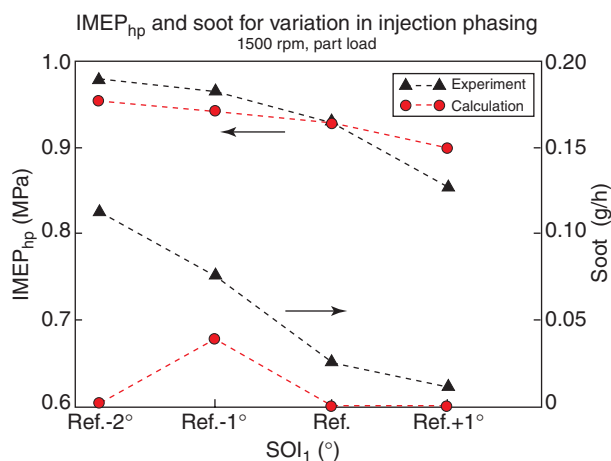 IMEPhp and soot for variation in injection phasing
1500 rpm, part load
1.0
0.9
0.8
0.7
0.6
IMEPhp (MPa)
Experiment
Calculation
0.20
0.15
0.10
0.05
0
Soot (g/h)
Ref.-2° Ref.-1° Ref. Ref.+1°
SOI1 (°)